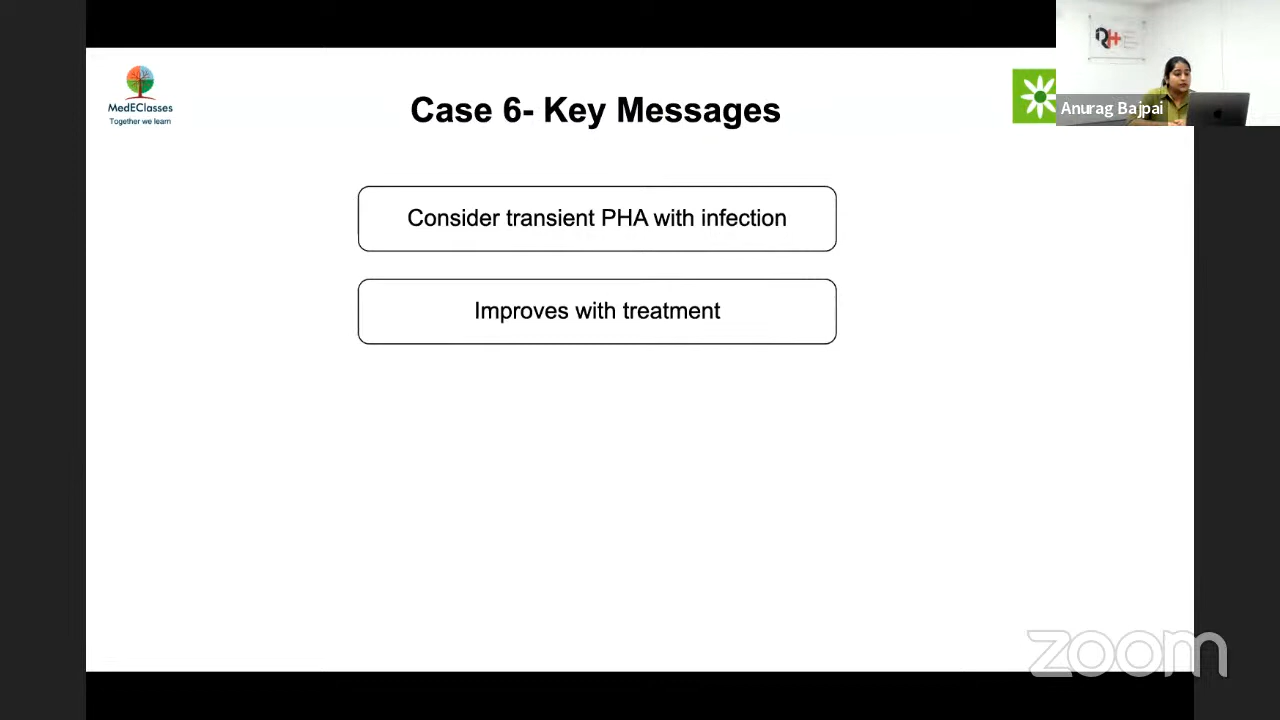 MedEClasses
Together we learn
Case 6- Key Messages
Anurag Bajpai
Consider transient PHA with infection
Improves with treatment
zoom